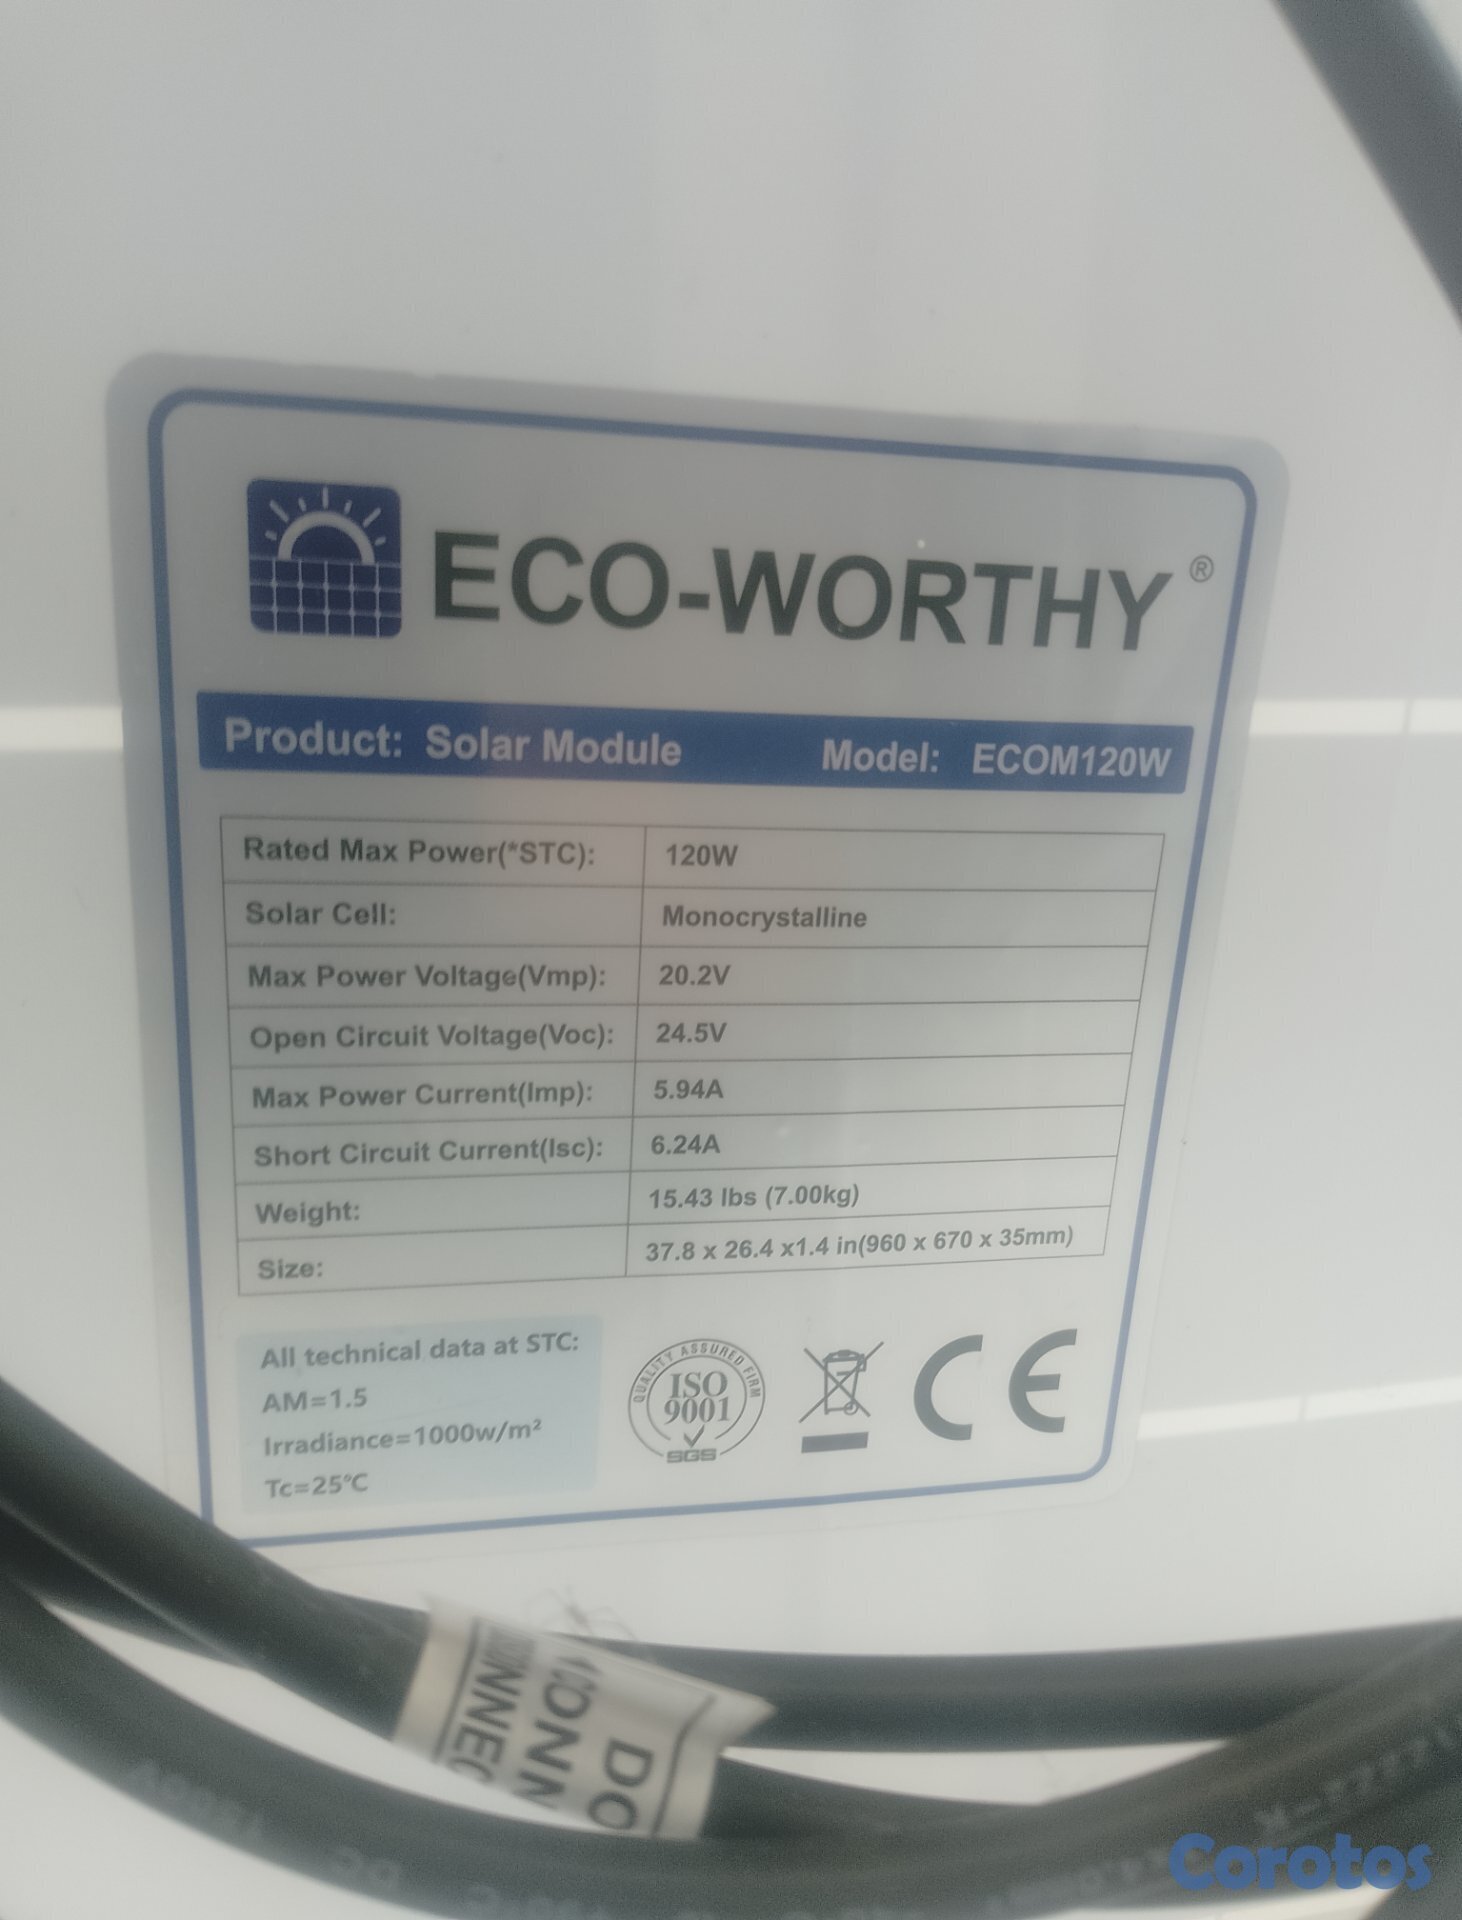 ECO-WORTHY®
Product: Solar Module Model: ECOM120W
Rated Max Power(*STC): 120W
Solar Cell: Monocrystalline
Max Power Voltage(Vmp): 20.2V
Open Circuit Voltage(Voc): 24.5V
Max Power Current(Imp): 5.94A
Short Circuit Current(Isc): 6.24A
Weight: 15.43 lbs (7.00kg)
Size: 37.8 x 26.4 x1.4 in(960 x 670 x 35mm)
All technical data at STC:
AM=1.5
Irradiance=1000w/m²
Tc=25℃
QUALITY ASSURED FIRM
ISO
9001
SGS
CE
DO
CONN
NNEC
DC
Corotos